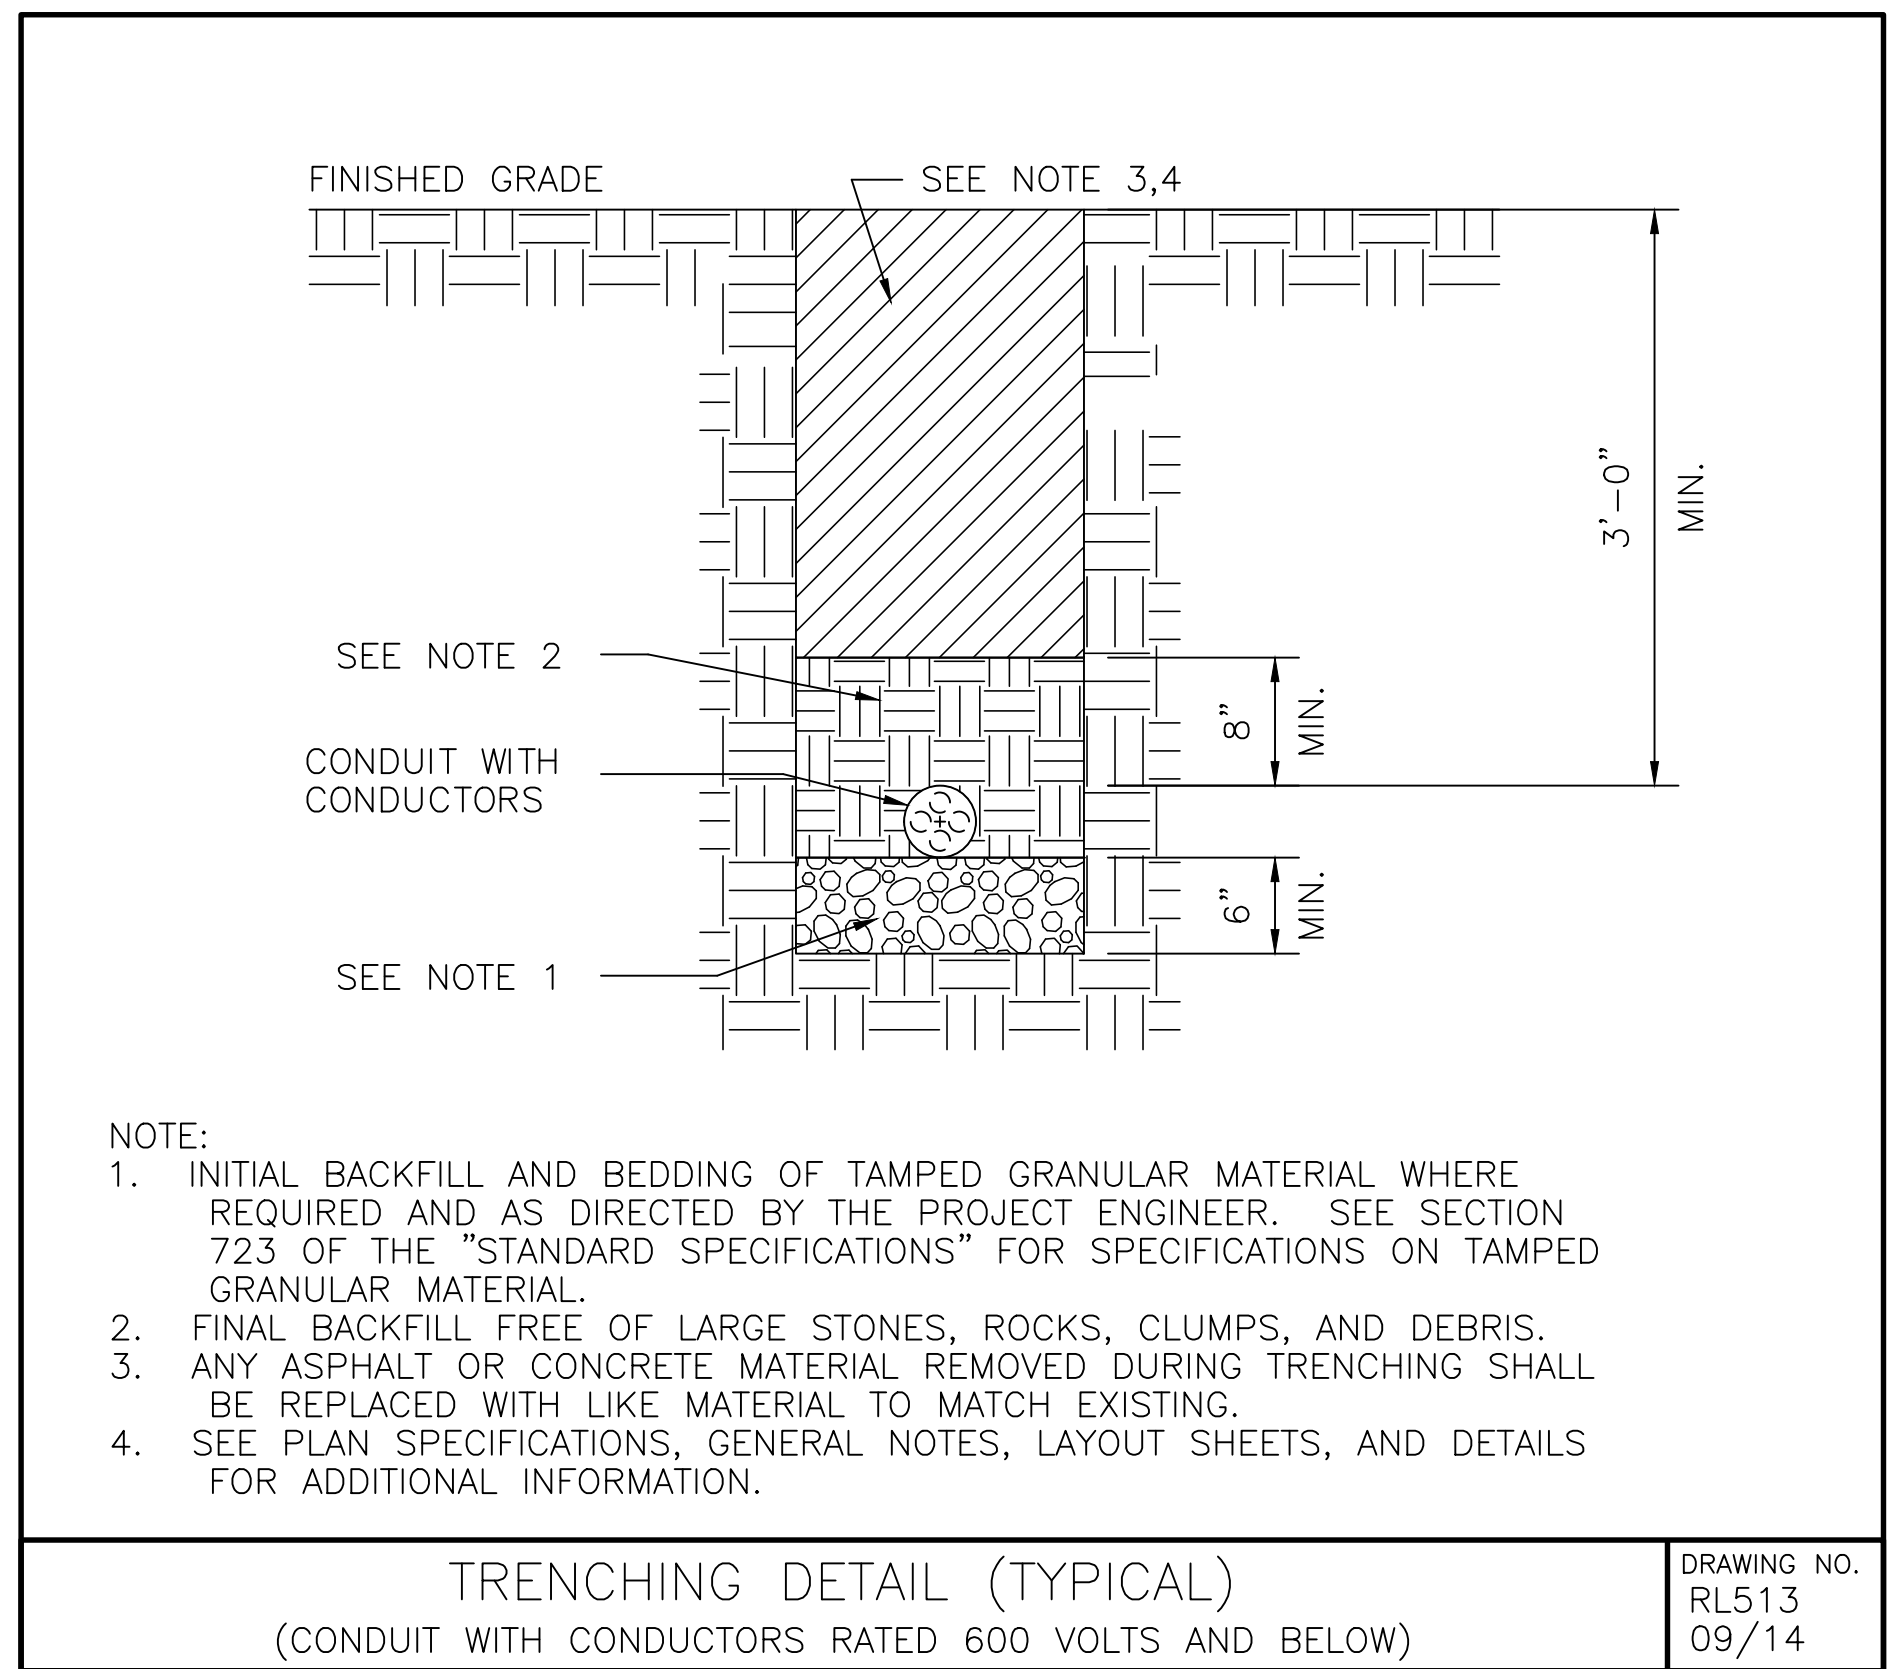 FINISHED GRADE
SEE NOTE 3,4
3'-0"
MIN.
SEE NOTE 2
8"
MIN.
CONDUIT WITH
CONDUCTORS
6"
MIN.
SEE NOTE 1
NOTE:
1. INITIAL BACKFILL AND BEDDING OF TAMPED GRANULAR MATERIAL WHERE
REQUIRED AND AS DIRECTED BY THE PROJECT ENGINEER. SEE SECTION
723 OF THE "STANDARD SPECIFICATIONS" FOR SPECIFICATIONS ON TAMPED
GRANULAR MATERIAL.
2. FINAL BACKFILL FREE OF LARGE STONES, ROCKS, CLUMPS, AND DEBRIS.
3. ANY ASPHALT OR CONCRETE MATERIAL REMOVED DURING TRENCHING SHALL
BE REPLACED WITH LIKE MATERIAL TO MATCH EXISTING.
4. SEE PLAN SPECIFICATIONS, GENERAL NOTES, LAYOUT SHEETS, AND DETAILS
FOR ADDITIONAL INFORMATION.
TRENCHING DETAIL (TYPICAL)
(CONDUIT WITH CONDUCTORS RATED 600 VOLTS AND BELOW)
DRAWING NO.
RL513
09/14